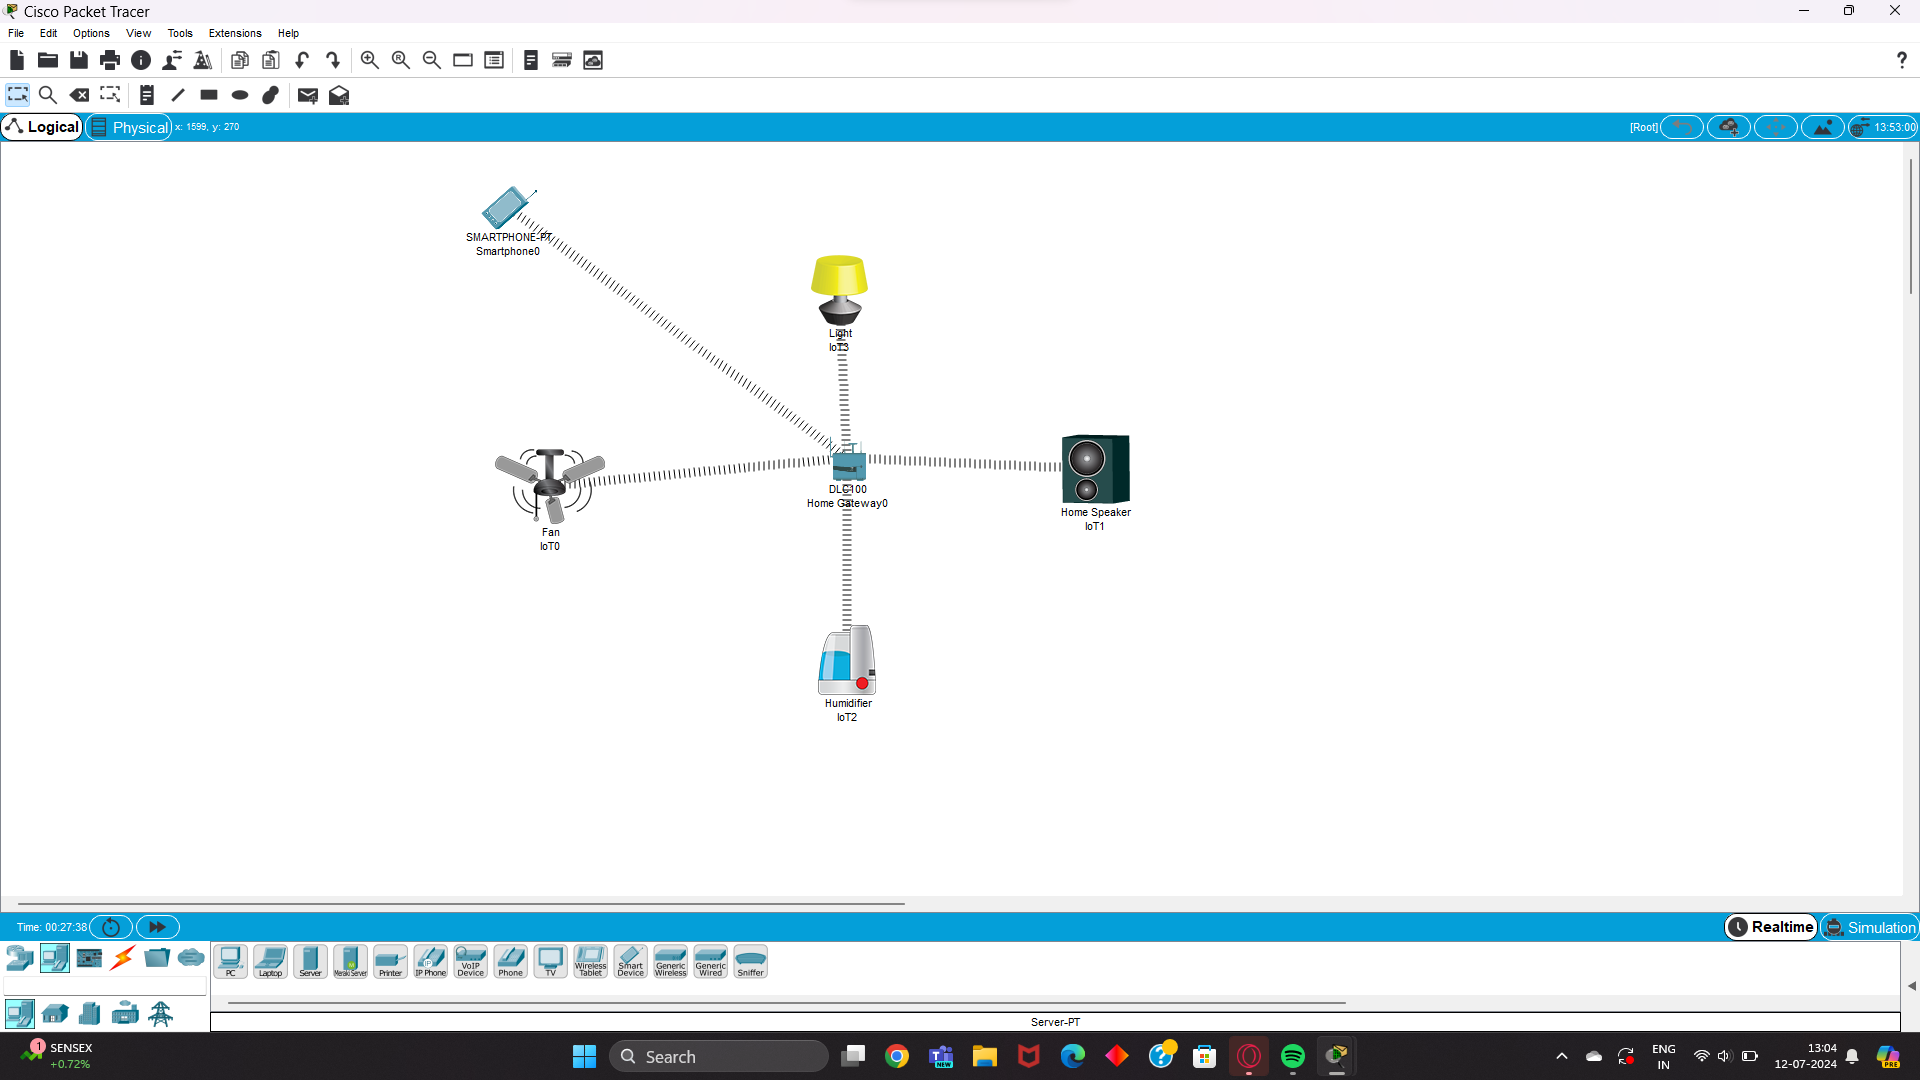 Cisco Packet Tracer
File Edit Options View Tools Extensions Help
Logical Physical x: 1599, y: 270 [Root] 13:53:00
SMARTPHONE-PT
Smartphone0
Light
IoT3
DLC100
Home Gateway0
Home Speaker
IoT1
Fan
IoT0
Humidifier
IoT2
Time: 00:27:38 Realtime Simulation
PC Laptop Server Meraki Server Printer IP Phone VoIP Device Phone TV Wireless Tablet Smart Device Generic Wireless Generic Wired Sniffer
Server-PT
1 SENSEX
+0.72%
Search
NEW
ENG
IN
13:04
12-07-2024
PRE